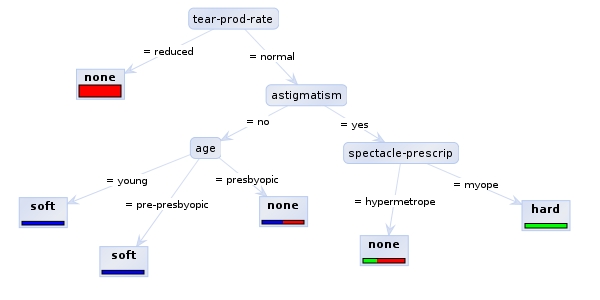 tear-prod-rate
= reduced
= normal
none
astigmatism
= no
= yes
age
spectacle-prescrip
= young
= pre-presbyopic
= presbyopic
= hypermetrope
= myope
soft
none
hard
soft
none